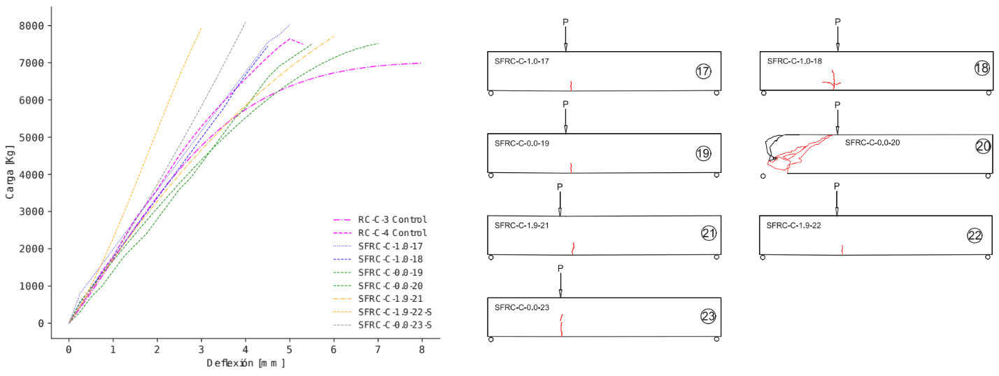 8000
7000
6000
5000
4000
3000
2000
1000
0
Carga [Kg]
0 1 2 3 4 5 6 7 8
Deflexión [mm]
RC-C-3 Control
RC-C-4 Control
SFRC-C-1.0-17
SFRC-C-1.0-18
SFRC-C-0.0-19
SFRC-C-0.0-20
SFRC-C-1.9-21
SFRC-C-1.9-22-S
SFRC-C-0.0-23-S
P
SFRC-C-1.0-17
17
P
SFRC-C-1.0-18
18
P
SFRC-C-0.0-19
19
P
SFRC-C-0.0-20
20
P
SFRC-C-1.9-21
21
P
SFRC-C-1.9-22
22
P
SFRC-C-0.0-23
23